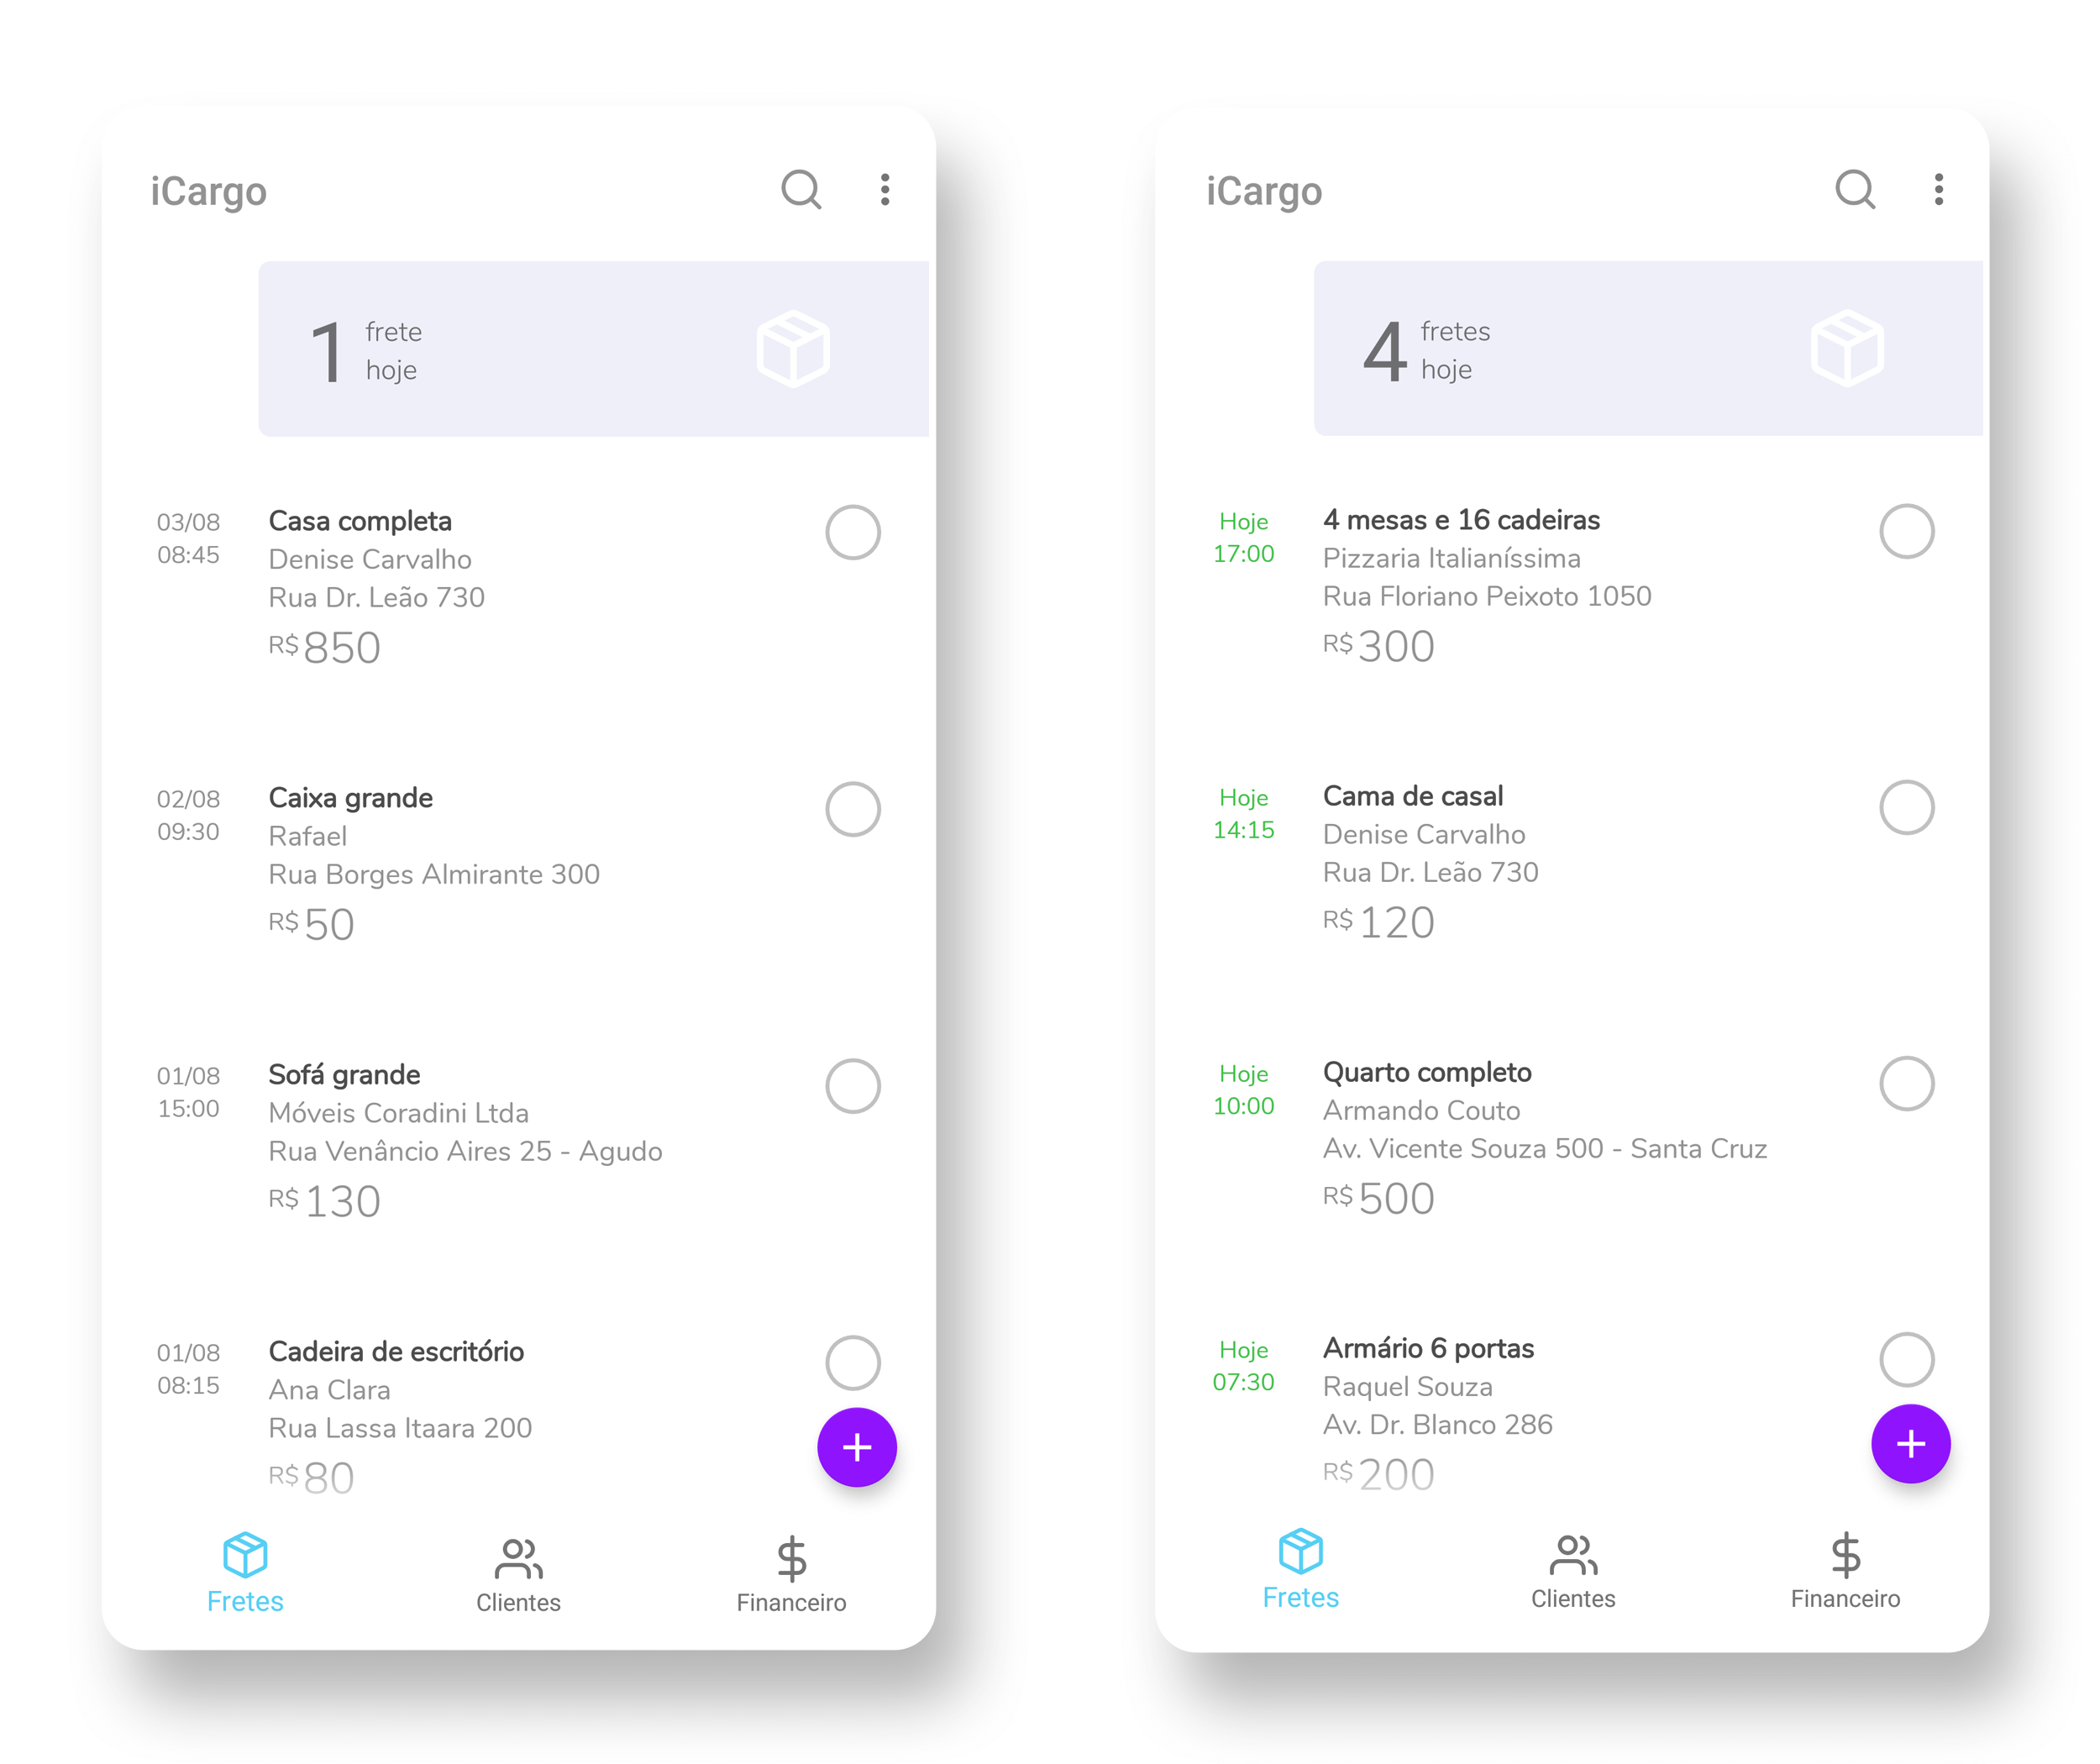 iCargo
1 frete
hoje
03/08
08:45
Casa completa
Denise Carvalho
Rua Dr. Leão 730
R$ 850
02/08
09:30
Caixa grande
Rafael
Rua Borges Almirante 300
R$ 50
01/08
15:00
Sofá grande
Móveis Coradini Ltda
Rua Venâncio Aires 25 - Agudo
R$ 130
01/08
08:15
Cadeira de escritório
Ana Clara
Rua Lassa Itaara 200
R$ 80
Fretes
Clientes
Financeiro
iCargo
4 fretes
hoje
Hoje
17:00
4 mesas e 16 cadeiras
Pizzaria Italianíssima
Rua Floriano Peixoto 1050
R$ 300
Hoje
14:15
Cama de casal
Denise Carvalho
Rua Dr. Leão 730
R$ 120
Hoje
10:00
Quarto completo
Armando Couto
Av. Vicente Souza 500 - Santa Cruz
R$ 500
Hoje
07:30
Armário 6 portas
Raquel Souza
Av. Dr. Blanco 286
R$ 200
Fretes
Clientes
Financeiro